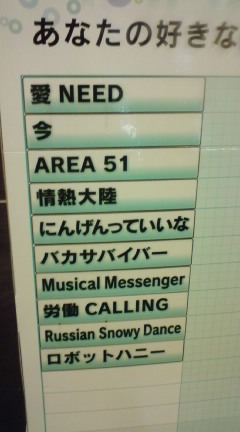 あなたの好きな
愛 NEED
今
AREA 51
情熱大陸
にんげんっていいな
バカサバイバー
Musical Messenger
労働 CALLING
Russian Snowy Dance
ロボットハニー